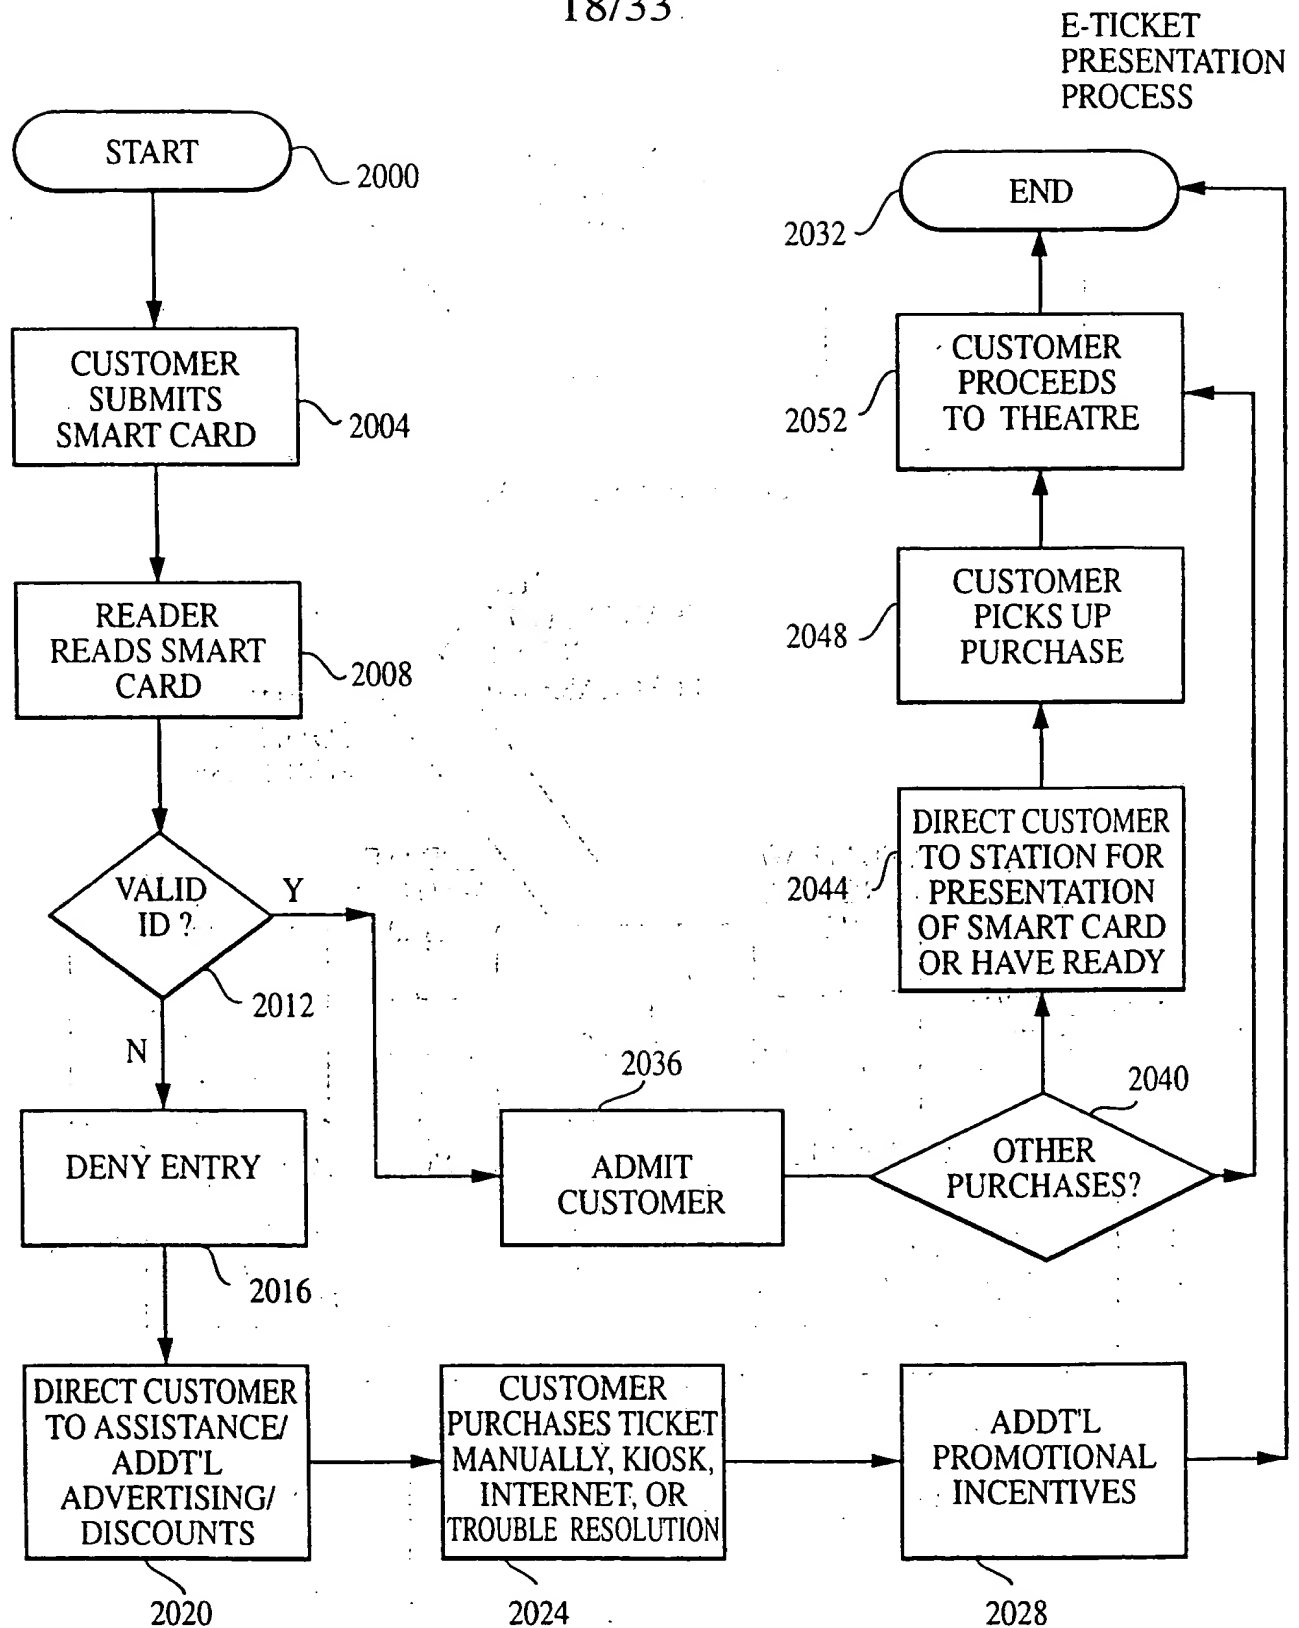 18/33
E-TICKET
PRESENTATION
PROCESS
START
2000
END
2032
CUSTOMER
SUBMITS
SMART CARD
2004
CUSTOMER
PROCEEDS
TO THEATRE
2052
READER
READS SMART
CARD
2008
CUSTOMER
PICKS UP
PURCHASE
2048
VALID
ID ?
Y
N
2012
DIRECT CUSTOMER
TO STATION FOR
PRESENTATION
OF SMART CARD
OR HAVE READY
2044
DENY ENTRY
2016
2036
ADMIT
CUSTOMER
2040
OTHER
PURCHASES?
DIRECT CUSTOMER
TO ASSISTANCE/
ADDT'L
ADVERTISING/
DISCOUNTS
2020
CUSTOMER
PURCHASES TICKET
MANUALLY, KIOSK,
INTERNET, OR
TROUBLE RESOLUTION
2024
ADDT'L
PROMOTIONAL
INCENTIVES
2028